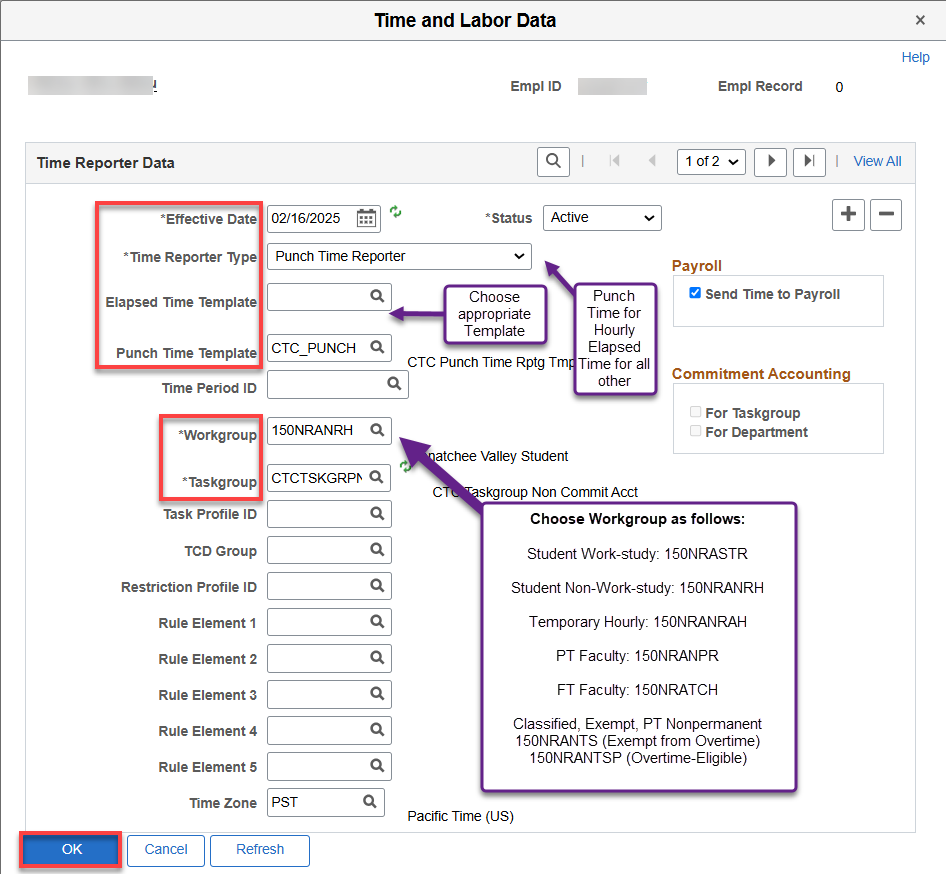 Time and Labor Data
×
Help
Empl ID
Empl Record 0
Time Reporter Data
1 of 2
View All
*Effective Date 02/16/2025
*Status Active
*Time Reporter Type Punch Time Reporter
Payroll
Send Time to Payroll
Elapsed Time Template
Choose
appropriate
Template
Punch
Time for
Hourly
Elapsed
Time for all
other
Punch Time Template CTC_PUNCH
CTC Punch Time Rptg Tmp
Time Period ID
Commitment Accounting
For Taskgroup
For Department
*Workgroup 150NRANRH
natchee Valley Student
*Taskgroup CTCTSKGRPN
CTC Taskgroup Non Commit Acct
Task Profile ID
TCD Group
Restriction Profile ID
Rule Element 1
Rule Element 2
Rule Element 3
Rule Element 4
Rule Element 5
Time Zone PST
Pacific Time (US)
Choose Workgroup as follows:
Student Work-study: 150NRASTR
Student Non-Work-study: 150NRANRH
Temporary Hourly: 150NRANRAH
PT Faculty: 150NRANPR
FT Faculty: 150NRATCH
Classified, Exempt, PT Nonpermanent
150NRANTS (Exempt from Overtime)
150NRANTSP (Overtime-Eligible)
OK
Cancel
Refresh